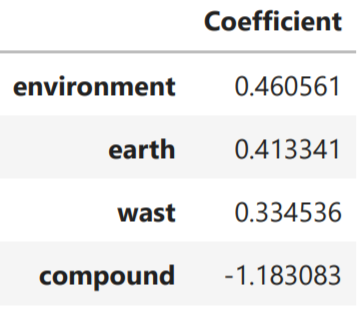 Coefficient
environment 0.460561
earth 0.413341
wast 0.334536
compound -1.183083